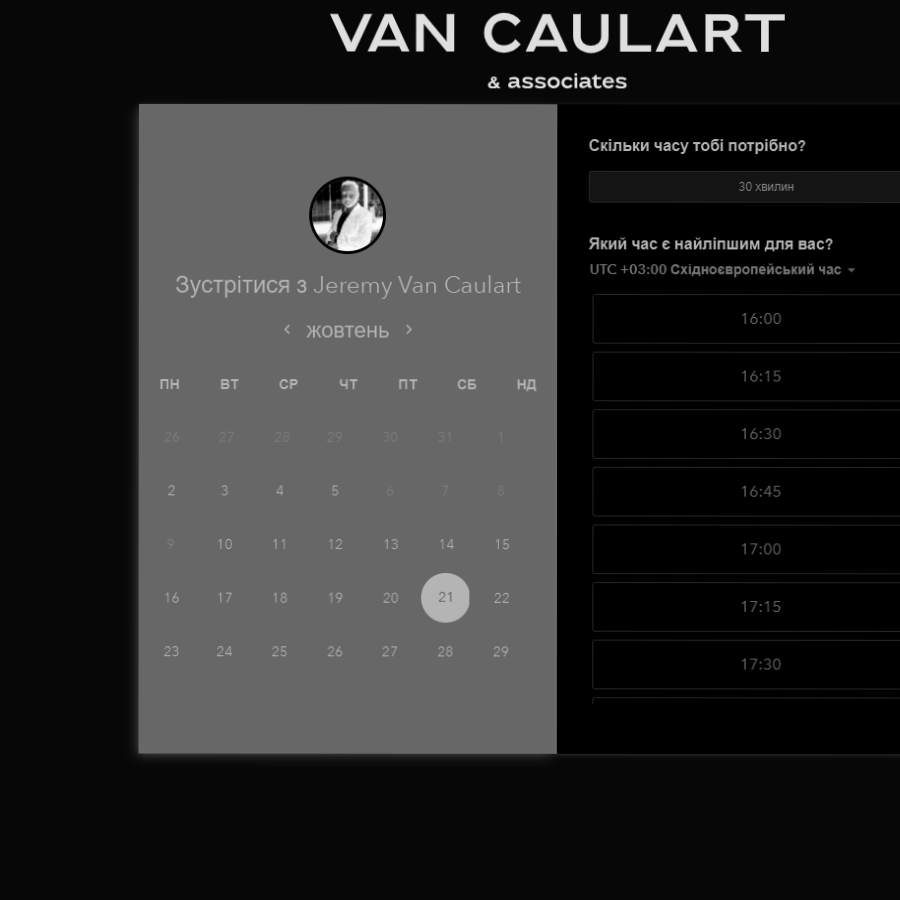 VAN CAULART
& associates
Зустрітися з Jeremy Van Caulart
жовтень
ПН ВТ СР ЧТ ПТ СБ НД
26 27 28 29 30 31 1
2 3 4 5 6 7 8
9 10 11 12 13 14 15
16 17 18 19 20 21 22
23 24 25 26 27 28 29
Скільки часу тобі потрібно?
30 хвилин
Який час є найліпшим для вас?
UTC +03:00 Східноєвропейський час
16:00
16:15
16:30
16:45
17:00
17:15
17:30